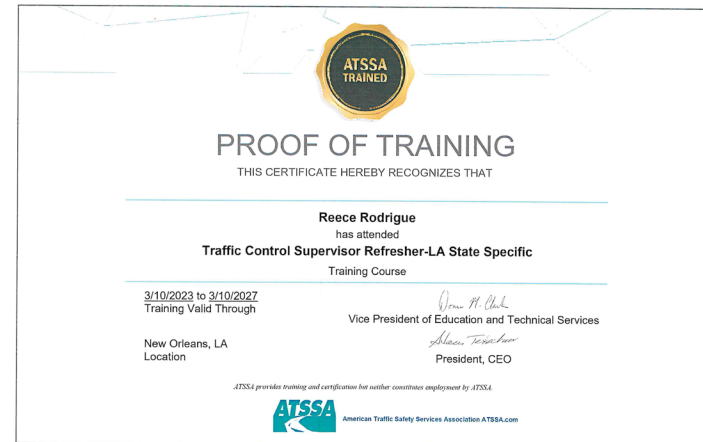 ATSSA
TRAINED
PROOF OF TRAINING
THIS CERTIFICATE HEREBY RECOGNIZES THAT
Reece Rodrigue
has attended
Traffic Control Supervisor Refresher-LA State Specific
Training Course
3/10/2023 to 3/10/2027
Training Valid Through
Vice President of Education and Technical Services
New Orleans, LA
Location
President, CEO
ATSSA provides training and certification but neither constitutes employment by ATSSA.
ATSSA
American Traffic Safety Services Association ATSSA.com